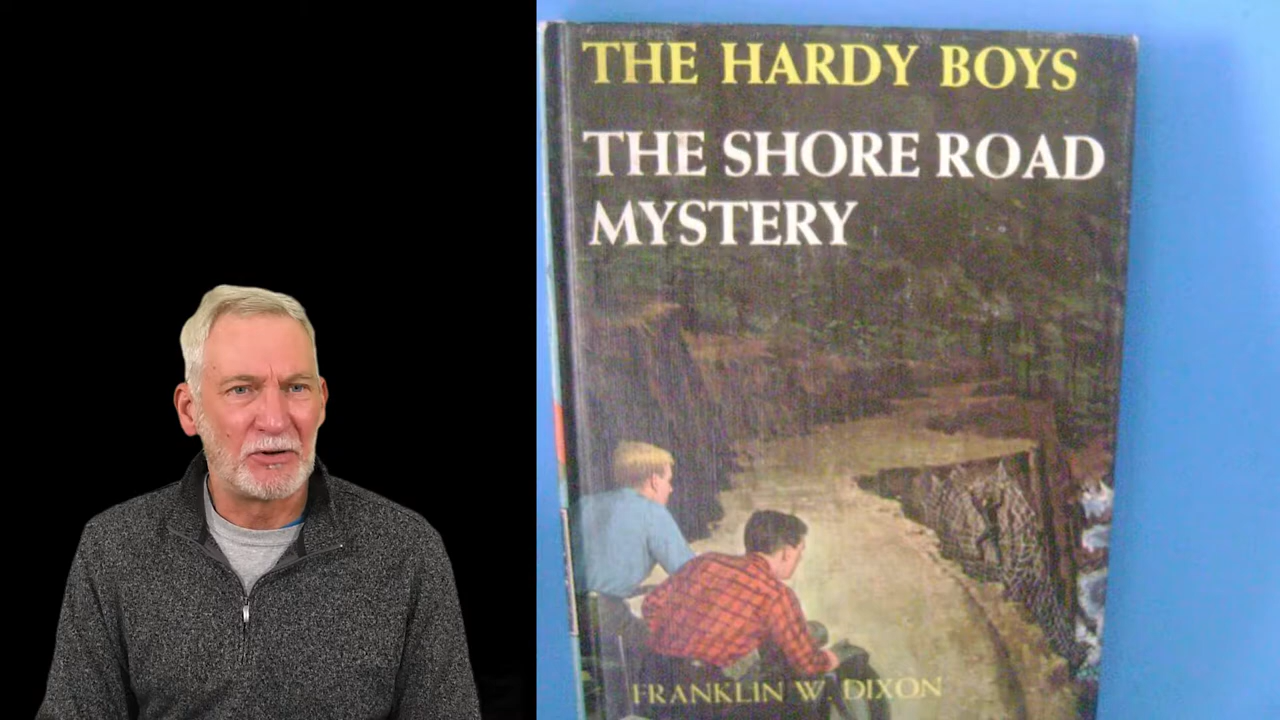 THE HARDY BOYS
THE SHORE ROAD
MYSTERY
FRANKLIN W. DIXON